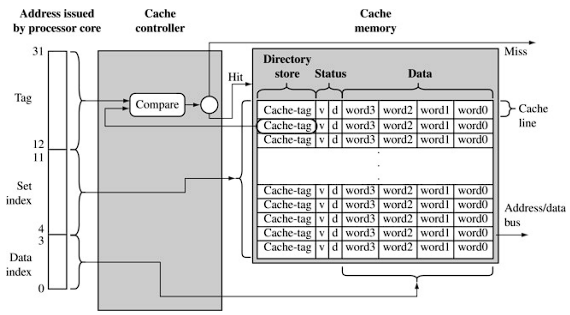 Address issued
by processor core
Cache
controller
Cache
memory
31
Miss
Hit
Directory
store
Status
Data
Tag
Compare
Cache-tag v d word3 word2 word1 word0
Cache-tag v d word3 word2 word1 word0
Cache-tag v d word3 word2 word1 word0
Cache
line
12
11
.
.
.
Set
index
Cache-tag v d word3 word2 word1 word0
Cache-tag v d word3 word2 word1 word0
Cache-tag v d word3 word2 word1 word0
Cache-tag v d word3 word2 word1 word0
Cache-tag v d word3 word2 word1 word0
Address/data
bus
4
3
Data
index
0